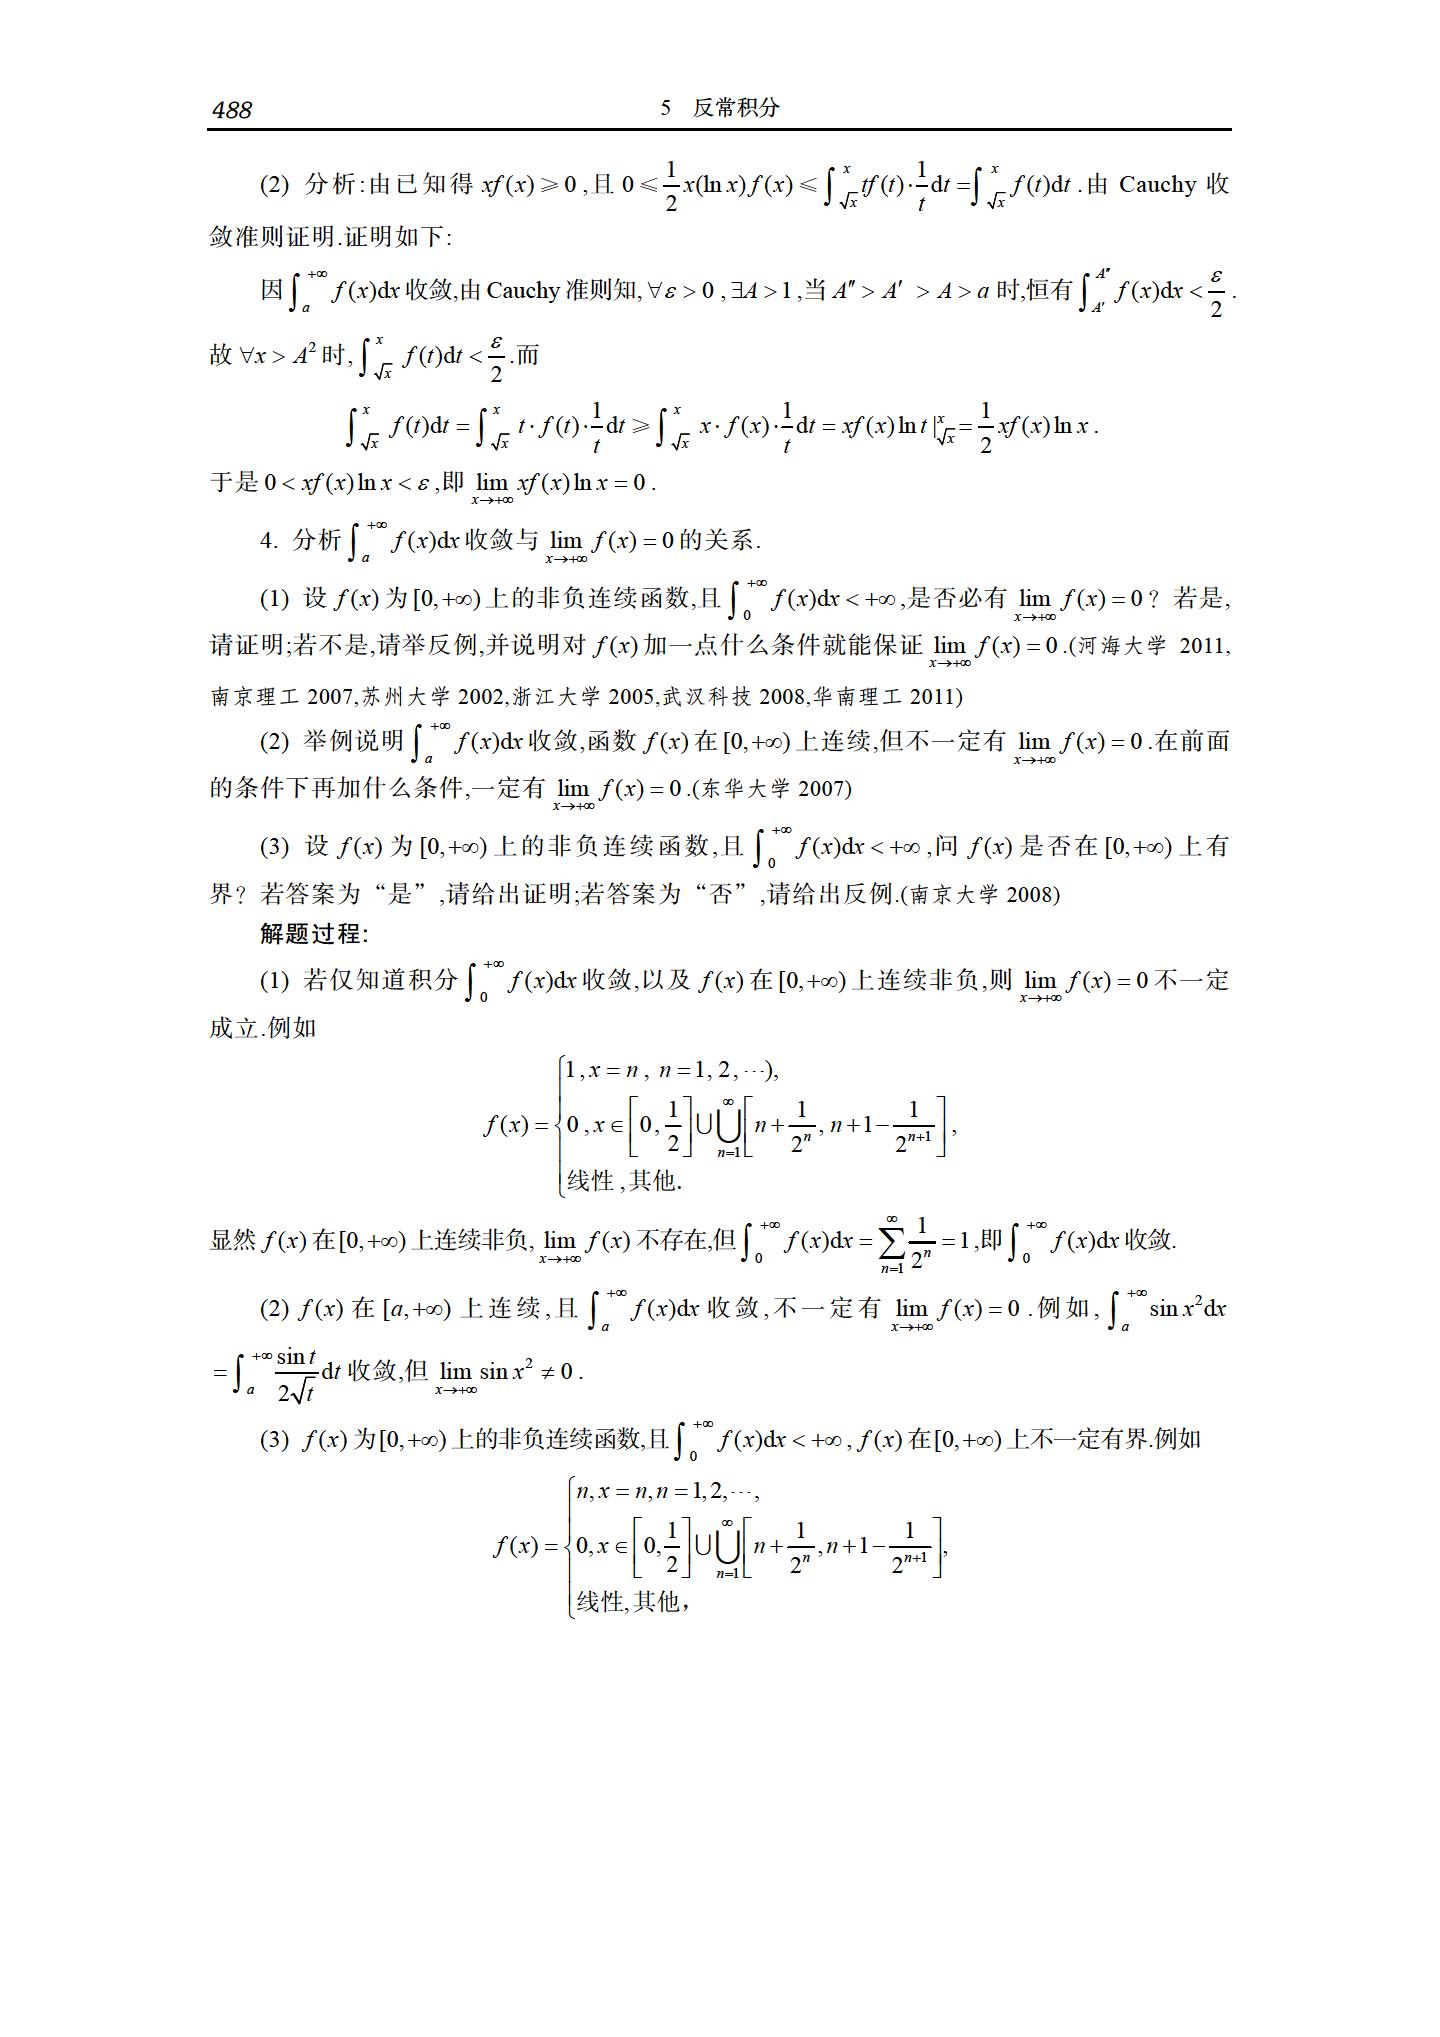 488 5 反常积分
(2) 分析:由已知得 $xf(x)\geqslant 0$,且 $0\leqslant\frac{1}{2}x(\ln x)f(x)\leqslant\int_{\sqrt{x}}^{x}tf(t)\cdot\frac{1}{t}\mathrm{d}t=\int_{\sqrt{x}}^{x}f(t)\mathrm{d}t$.由 Cauchy 收
敛准则证明.证明如下:
因$\int_{a}^{+\infty}f(x)\mathrm{d}x$收敛,由 Cauchy 准则知,$\forall\varepsilon>0$,$\exists A>1$,当 $A''>A'>A>a$ 时,恒有$\int_{A'}^{A''}f(x)\mathrm{d}x<\frac{\varepsilon}{2}$.
故 $\forall x>A^2$ 时,$\int_{\sqrt{x}}^{x}f(t)\mathrm{d}t<\frac{\varepsilon}{2}$.而
$\int_{\sqrt{x}}^{x}f(t)\mathrm{d}t=\int_{\sqrt{x}}^{x}t\cdot f(t)\cdot\frac{1}{t}\mathrm{d}t\geqslant\int_{\sqrt{x}}^{x}x\cdot f(x)\cdot\frac{1}{t}\mathrm{d}t=xf(x)\ln t|_{\sqrt{x}}^{x}=\frac{1}{2}xf(x)\ln x$.
于是 $0<xf(x)\ln x<\varepsilon$,即 $\lim_{x\to+\infty}xf(x)\ln x=0$.
4. 分析$\int_{a}^{+\infty}f(x)\mathrm{d}x$收敛与 $\lim_{x\to+\infty}f(x)=0$的关系.
(1) 设 $f(x)$为$[0,+\infty)$上的非负连续函数,且$\int_{0}^{+\infty}f(x)\mathrm{d}x<+\infty$,是否必有 $\lim_{x\to+\infty}f(x)=0$? 若是,
请证明;若不是,请举反例,并说明对 $f(x)$加一点什么条件就能保证 $\lim_{x\to+\infty}f(x)=0$.(河海大学 2011,
南京理工 2007,苏州大学 2002,浙江大学 2005,武汉科技 2008,华南理工 2011)
(2) 举例说明$\int_{a}^{+\infty}f(x)\mathrm{d}x$收敛,函数 $f(x)$在$[0,+\infty)$上连续,但不一定有 $\lim_{x\to+\infty}f(x)=0$.在前面
的条件下再加什么条件,一定有 $\lim_{x\to+\infty}f(x)=0$.(东华大学 2007)
(3) 设 $f(x)$ 为 $[0,+\infty)$ 上的非负连续函数,且$\int_{0}^{+\infty}f(x)\mathrm{d}x<+\infty$,问 $f(x)$ 是否在$[0,+\infty)$上有
界? 若答案为“是”,请给出证明;若答案为“否”,请给出反例.(南京大学 2008)
解题过程:
(1) 若仅知道积分$\int_{0}^{+\infty}f(x)\mathrm{d}x$收敛,以及 $f(x)$在$[0,+\infty)$上连续非负,则 $\lim_{x\to+\infty}f(x)=0$不一定
成立.例如
$f(x)=\begin{cases}1,x=n,n=1,2,\cdots),\\0,x\in\left[0,\frac{1}{2}\right]\cup\bigcup_{n=1}^{\infty}\left[n+\frac{1}{2^n},n+1-\frac{1}{2^{n+1}}\right],\\\text{线性,其他.}\end{cases}$
显然 $f(x)$在$[0,+\infty)$上连续非负, $\lim_{x\to+\infty}f(x)$不存在,但$\int_{0}^{+\infty}f(x)\mathrm{d}x=\sum_{n=1}^{\infty}\frac{1}{2^n}=1$,即$\int_{0}^{+\infty}f(x)\mathrm{d}x$收敛.
(2) $f(x)$ 在 $[a,+\infty)$ 上连续,且$\int_{a}^{+\infty}f(x)\mathrm{d}x$ 收敛,不一定有 $\lim_{x\to+\infty}f(x)=0$.例如,$\int_{a}^{+\infty}\sin x^2\mathrm{d}x$
$=\int_{a}^{+\infty}\frac{\sin t}{2\sqrt{t}}\mathrm{d}t$收敛,但 $\lim_{x\to+\infty}\sin x^2\neq 0$.
(3) $f(x)$为$[0,+\infty)$上的非负连续函数,且$\int_{0}^{+\infty}f(x)\mathrm{d}x<+\infty$,$f(x)$在$[0,+\infty)$上不一定有界.例如
$f(x)=\begin{cases}n,x=n,n=1,2,\cdots,\\0,x\in\left[0,\frac{1}{2}\right]\cup\bigcup_{n=1}^{\infty}\left[n+\frac{1}{2^n},n+1-\frac{1}{2^{n+1}}\right],\\\text{线性,其他,}\end{cases}$